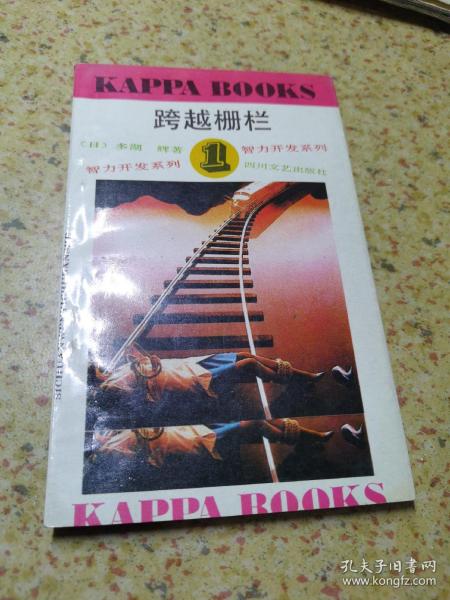 KAPPA BOOKS
跨越栅栏
(日) 多湖 辉著
1
智力开发系列
智力开发系列
四川文艺出版社
KAPPA BOOKS
孔夫子旧书网
www.kongfz.com